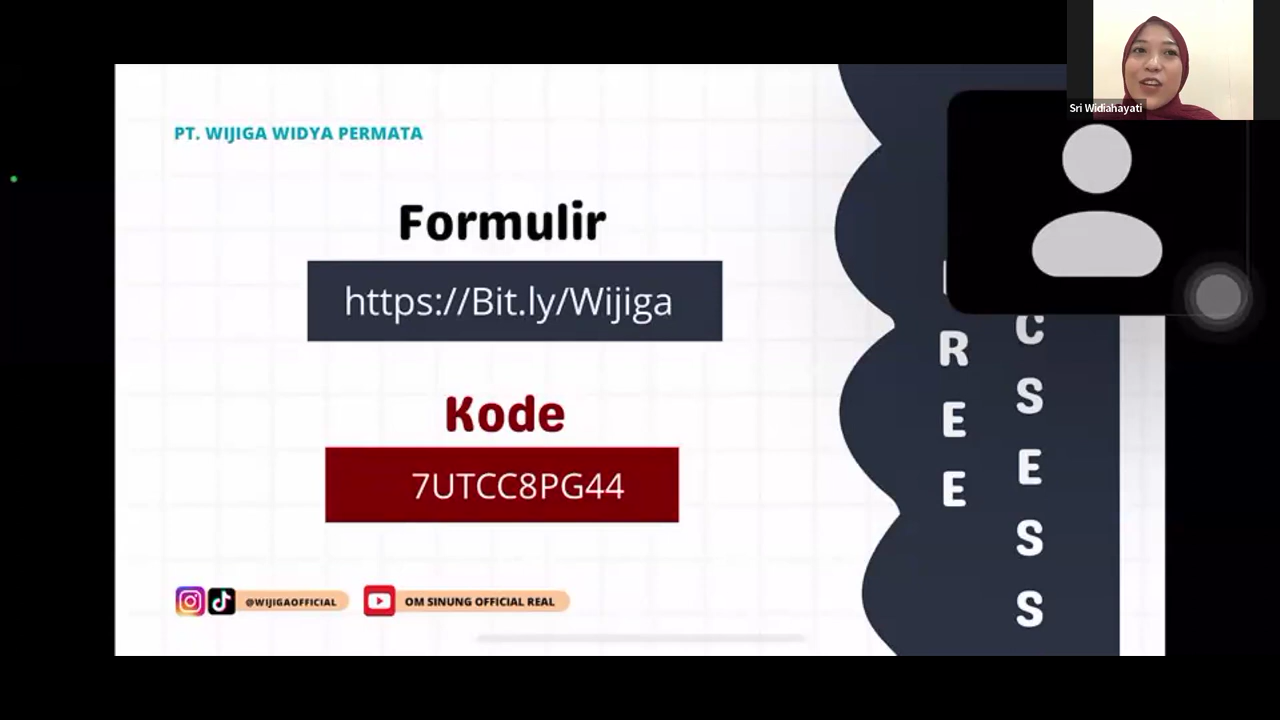 Sri Widiahayati
PT. WIJIGA WIDYA PERMATA
Formulir
https://Bit.ly/Wijiga
Kode
7UTCC8PG44
@WIJIGAOFFICIAL
OM SINUNG OFFICIAL REAL
R
E
E
C
S
E
S
S